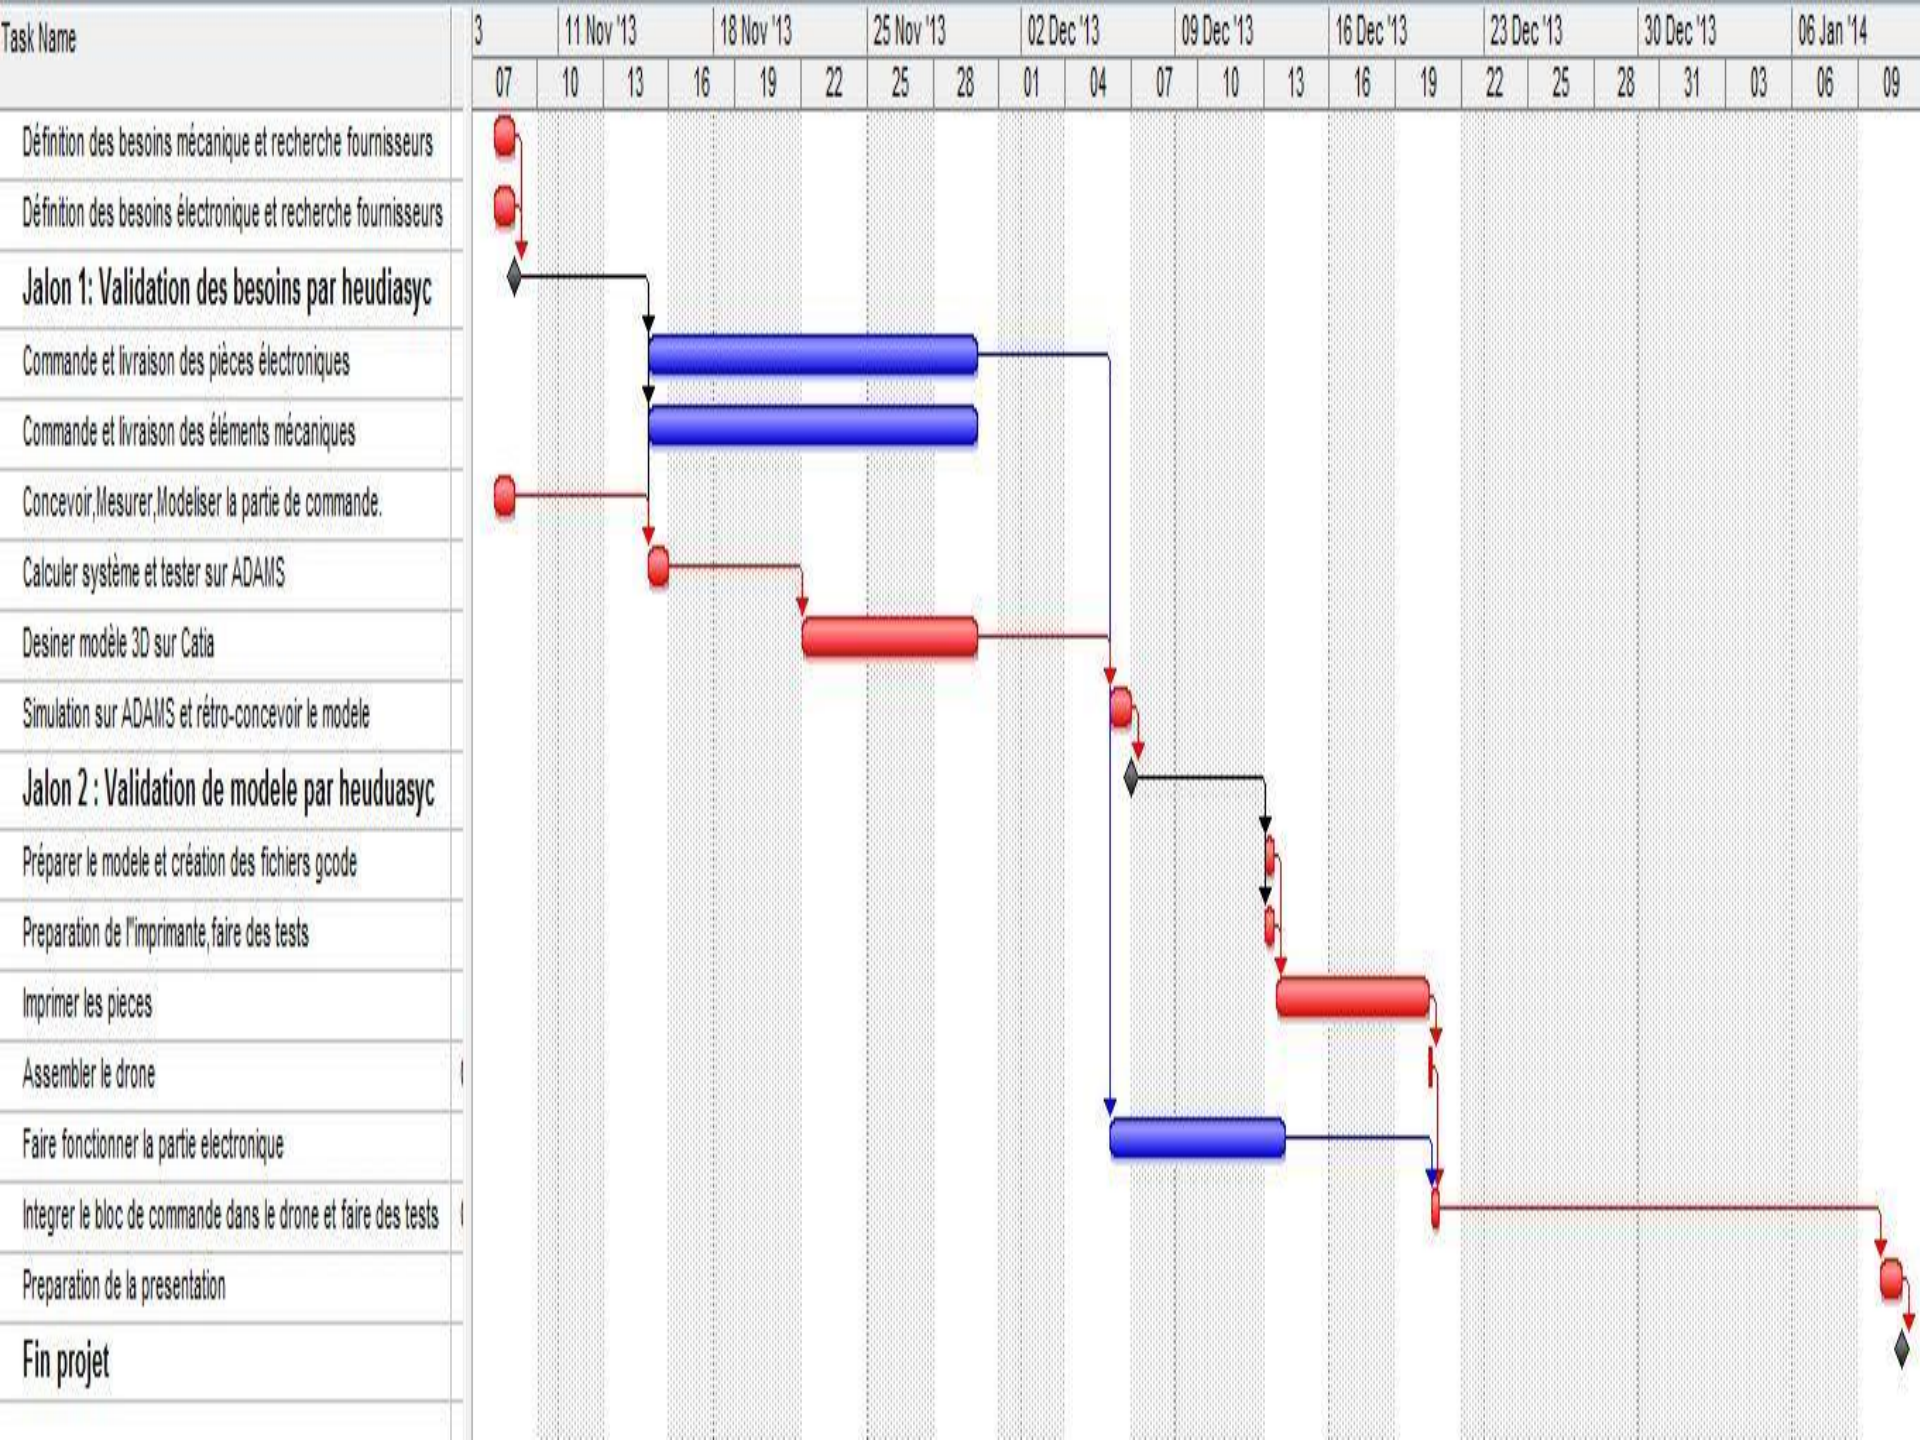 Task Name
3 11 Nov '13 18 Nov '13 25 Nov '13 02 Dec '13 09 Dec '13 16 Dec '13 23 Dec '13 30 Dec '13 06 Jan '14
07 10 13 16 19 22 25 28 01 04 07 10 13 16 19 22 25 28 31 03 06 09
Définition des besoins mécanique et recherche fournisseurs
Définition des besoins électronique et recherche fournisseurs
Jalon 1: Validation des besoins par heudiasyc
Commande et livraison des pièces électroniques
Commande et livraison des éléments mécaniques
Concevoir,Mesurer,Modeliser la partie de commande.
Calculer système et tester sur ADAMS
Desiner modèle 3D sur Catia
Simulation sur ADAMS et rétro-concevoir le modele
Jalon 2 : Validation de modele par heuduasyc
Préparer le modele et création des fichiers gcode
Preparation de l"imprimante,faire des tests
Imprimer les pieces
Assembler le drone
Faire fonctionner la partie electronique
Integrer le bloc de commande dans le drone et faire des tests
Preparation de la presentation
Fin projet